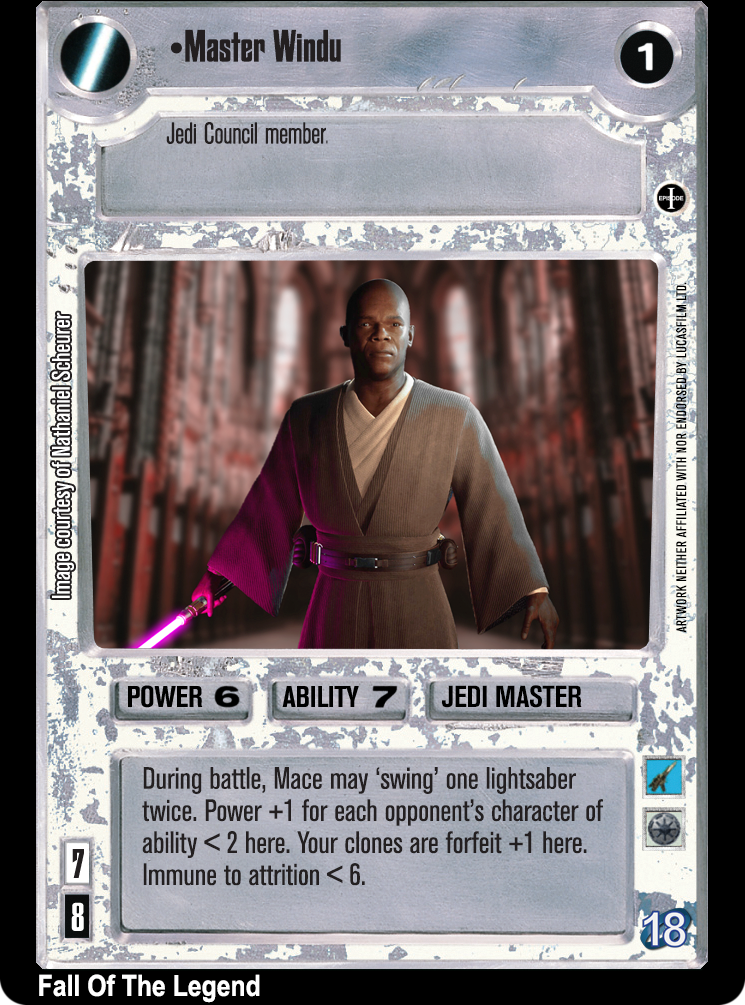 •Master Windu
1
Jedi Council member.
EPISODE I
Image courtesy of Nathaniel Scheurer
ARTWORK NEITHER AFFILIATED WITH NOR ENDORSED BY LUCASFILM LTD.
POWER 6 ABILITY 7 JEDI MASTER
During battle, Mace may ‘swing’ one lightsaber
twice. Power +1 for each opponent’s character of
ability < 2 here. Your clones are forfeit +1 here.
Immune to attrition < 6.
7
8
18
Fall Of The Legend